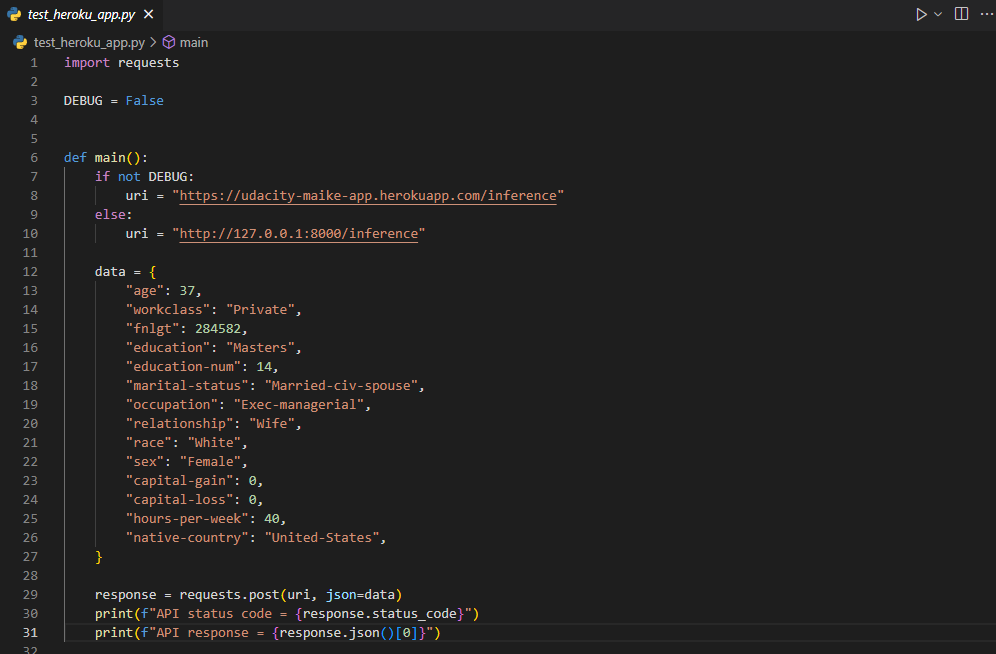 test_heroku_app.py
test_heroku_app.py > main
1 import requests
2
3 DEBUG = False
4
5
6 def main():
7     if not DEBUG:
8         uri = "https://udacity-maike-app.herokuapp.com/inference"
9     else:
10         uri = "http://127.0.0.1:8000/inference"
11
12     data = {
13         "age": 37,
14         "workclass": "Private",
15         "fnlgt": 284582,
16         "education": "Masters",
17         "education-num": 14,
18         "marital-status": "Married-civ-spouse",
19         "occupation": "Exec-managerial",
20         "relationship": "Wife",
21         "race": "White",
22         "sex": "Female",
23         "capital-gain": 0,
24         "capital-loss": 0,
25         "hours-per-week": 40,
26         "native-country": "United-States",
27     }
28
29     response = requests.post(uri, json=data)
30     print(f"API status code = {response.status_code}")
31     print(f"API response = {response.json()[0]}")
32